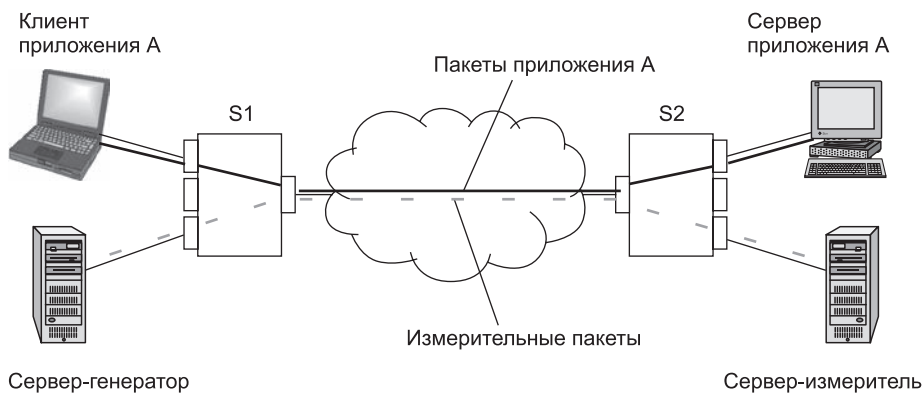 Клиент
приложения А
Сервер
приложения А
Пакеты приложения А
S1
S2
Измерительные пакеты
Сервер-генератор
Сервер-измеритель